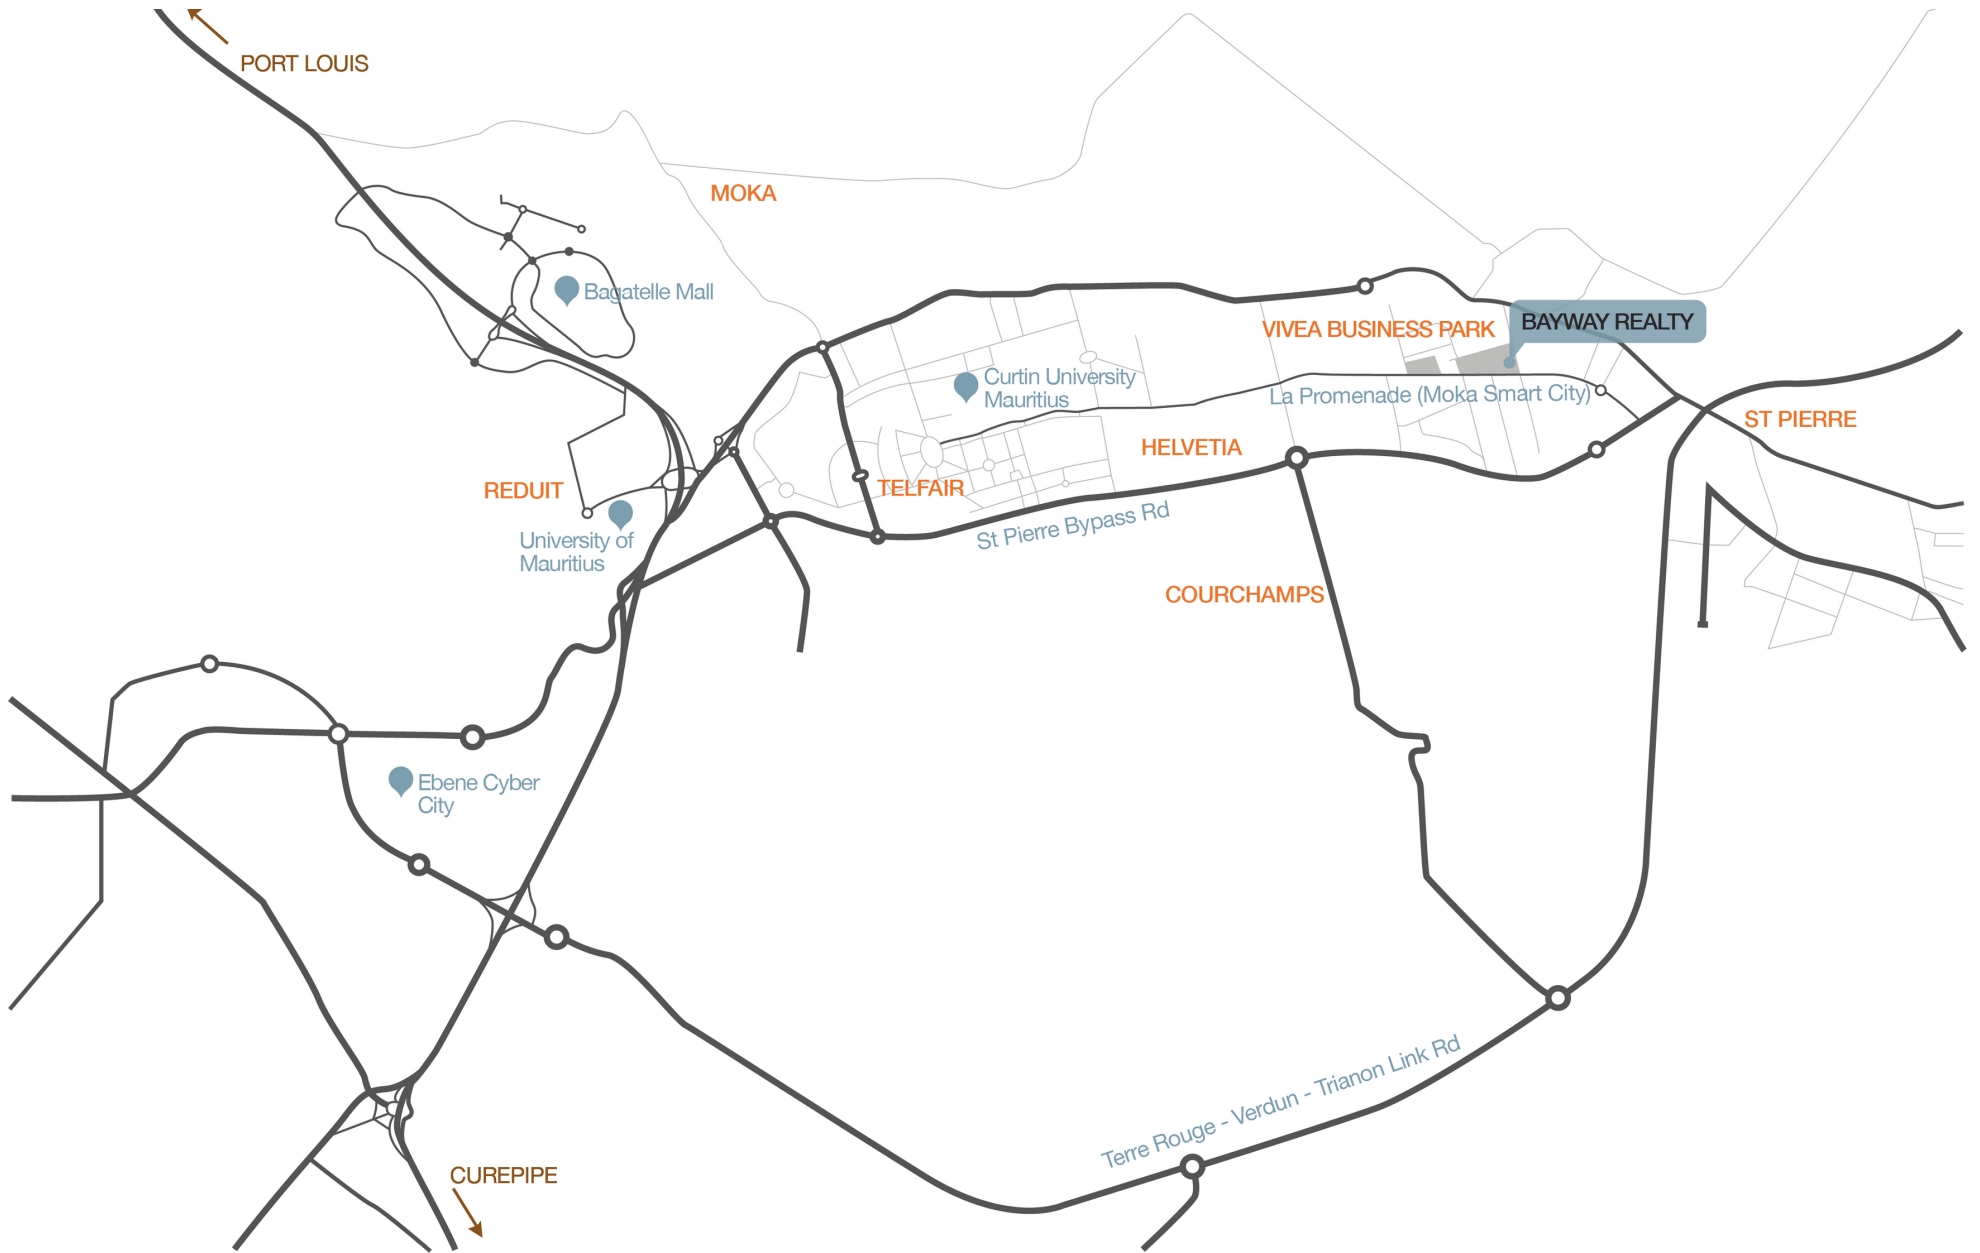 PORT LOUIS
MOKA
Bagatelle Mall
VIVEA BUSINESS PARK
BAYWAY REALTY
Curtin University
Mauritius
La Promenade (Moka Smart City)
ST PIERRE
HELVETIA
REDUIT
TELFAIR
University of
Mauritius
St Pierre Bypass Rd
COURCHAMPS
Ebene Cyber
City
Terre Rouge - Verdun - Trianon Link Rd
CUREPIPE